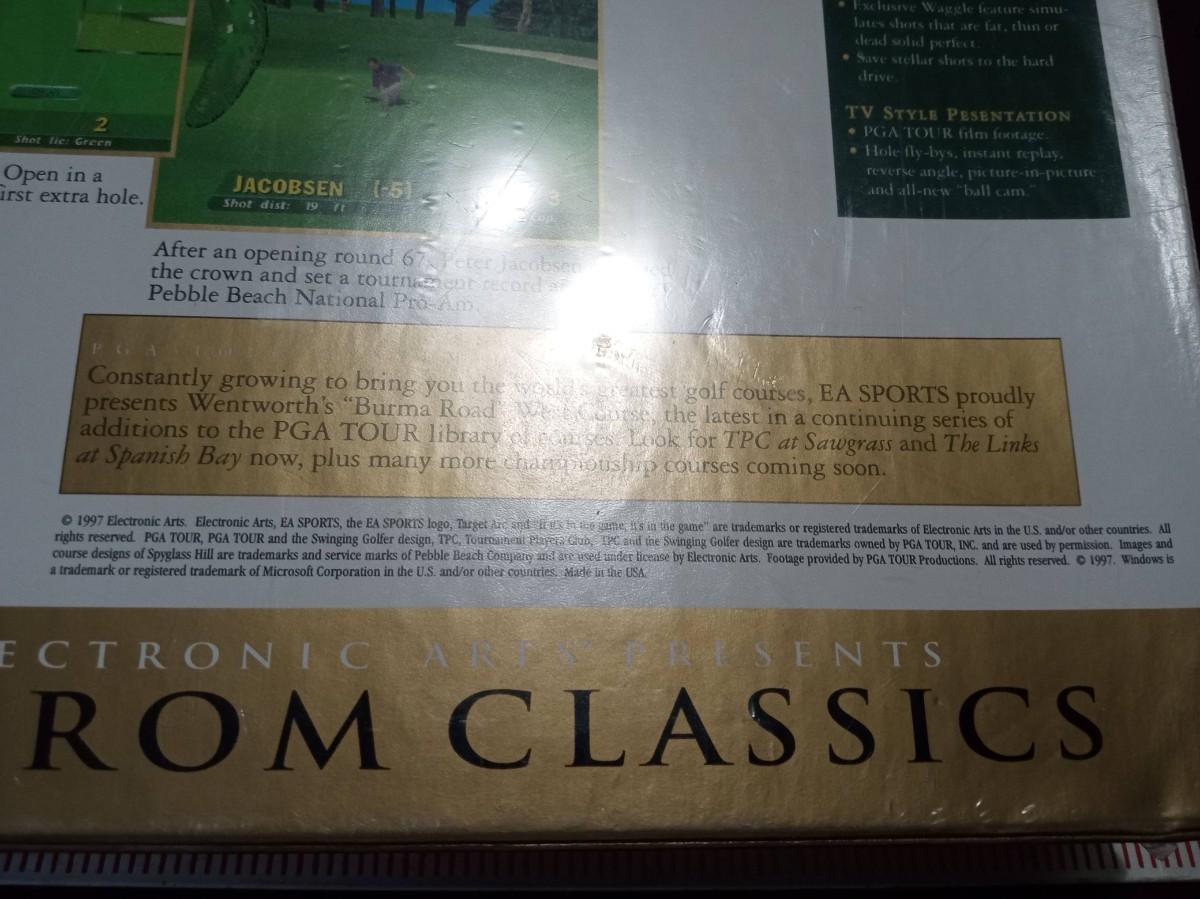 • Exclusive Waggle feature simu-
lates shots that are fat, thin or
dead solid perfect.
• Save stellar shots to the hard
drive.
TV STYLE PESENTATION
• PGA TOUR film footage.
• Hole fly-bys, instant replay,
reverse angle, picture-in-picture
and all-new "ball cam."
2
Shot lie: Green
Open in a
first extra hole.
JACOBSEN (-5) 3
Shot dist: 19 ft
After an opening round 67, Peter Jacobsen
the crown and set a tournament record
Pebble Beach National Pro-Am.
PGA
Constantly growing to bring you the world's greatest golf courses, EA SPORTS proudly
presents Wentworth's "Burma Road" West Course, the latest in a continuing series of
additions to the PGA TOUR library of courses. Look for TPC at Sawgrass and The Links
at Spanish Bay now, plus many more championship courses coming soon.
© 1997 Electronic Arts. Electronic Arts, EA SPORTS, the EA SPORTS logo, Target Arc and "If it's in the game, it's in the game" are trademarks or registered trademarks of Electronic Arts in the U.S. and/or other countries. All
rights reserved. PGA TOUR, PGA TOUR and the Swinging Golfer design, TPC, Tournament Players Club, TPC and the Swinging Golfer design are trademarks owned by PGA TOUR, INC. and are used by permission. Images and
course designs of Spyglass Hill are trademarks and service marks of Pebble Beach Company and are used under license by Electronic Arts. Footage provided by PGA TOUR Productions. All rights reserved. © 1997. Windows is
a trademark or registered trademark of Microsoft Corporation in the U.S. and/or other countries. Made in the USA.
ECTRONIC ARTS® PRESENTS
ROM CLASSICS